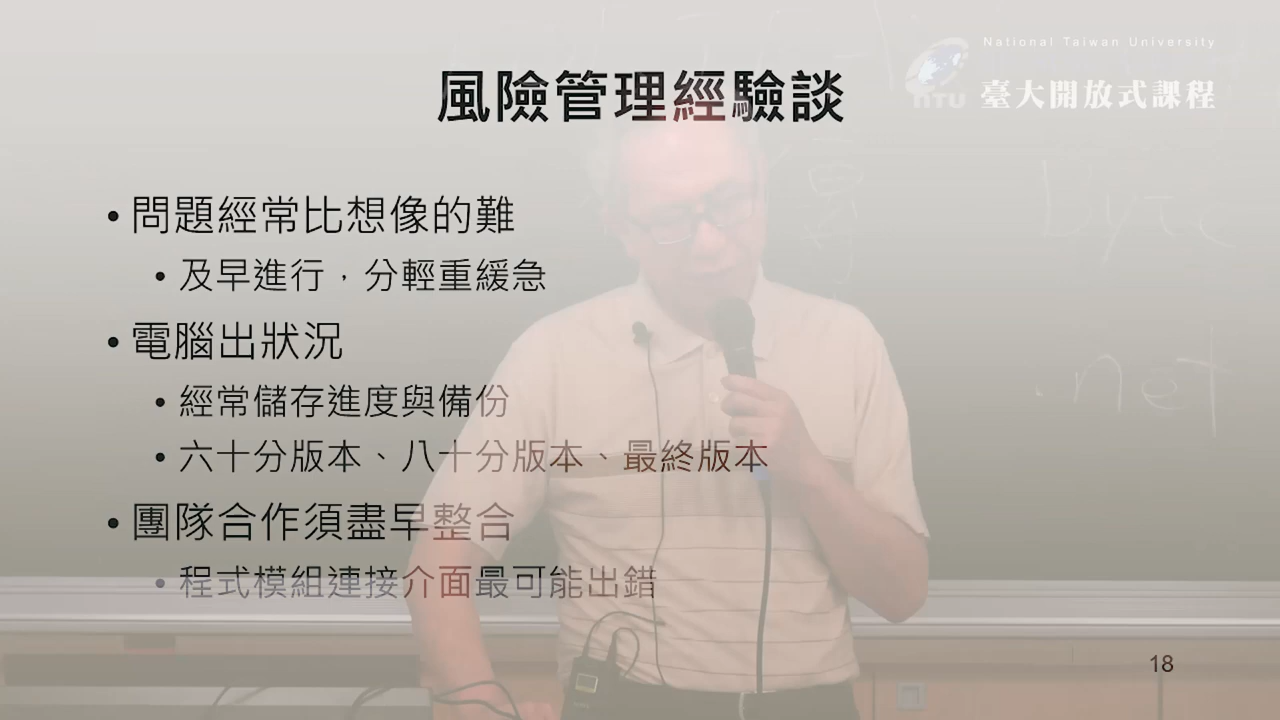 National Taiwan University
NTU
臺大開放式課程
風險管理經驗談
• 問題經常比想像的難
• 及早進行，分輕重緩急
• 電腦出狀況
• 經常儲存進度與備份
• 六十分版本、八十分版本、最終版本
• 團隊合作須盡早整合
• 程式模組連接介面最可能出錯
Byte
.net
18